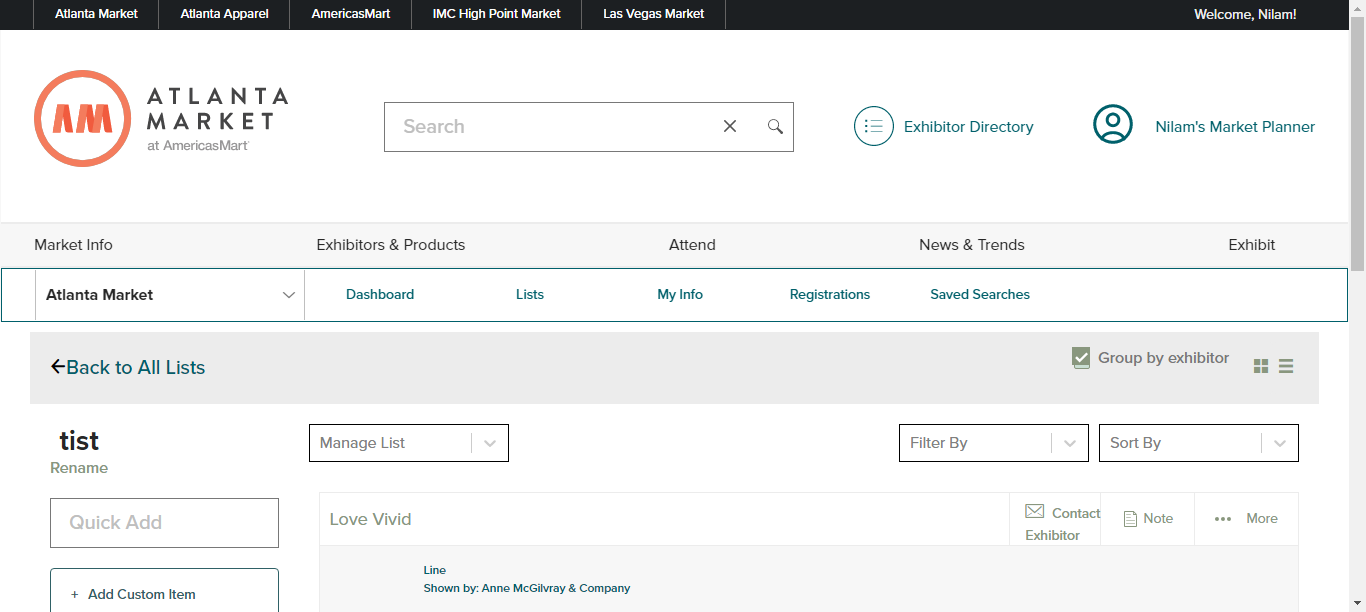 Atlanta Market Atlanta Apparel AmericasMart IMC High Point Market Las Vegas Market Welcome, Nilam!
AM
ATLANTA
MARKET
at AmericasMart
Search
Exhibitor Directory
Nilam's Market Planner
Market Info Exhibitors & Products Attend News & Trends Exhibit
Atlanta Market Dashboard Lists My Info Registrations Saved Searches
Back to All Lists
Group by exhibitor
tist
Rename
Manage List
Filter By
Sort By
Quick Add
+ Add Custom Item
Love Vivid
Contact
Exhibitor
Note
More
Line
Shown by: Anne McGilvray & Company